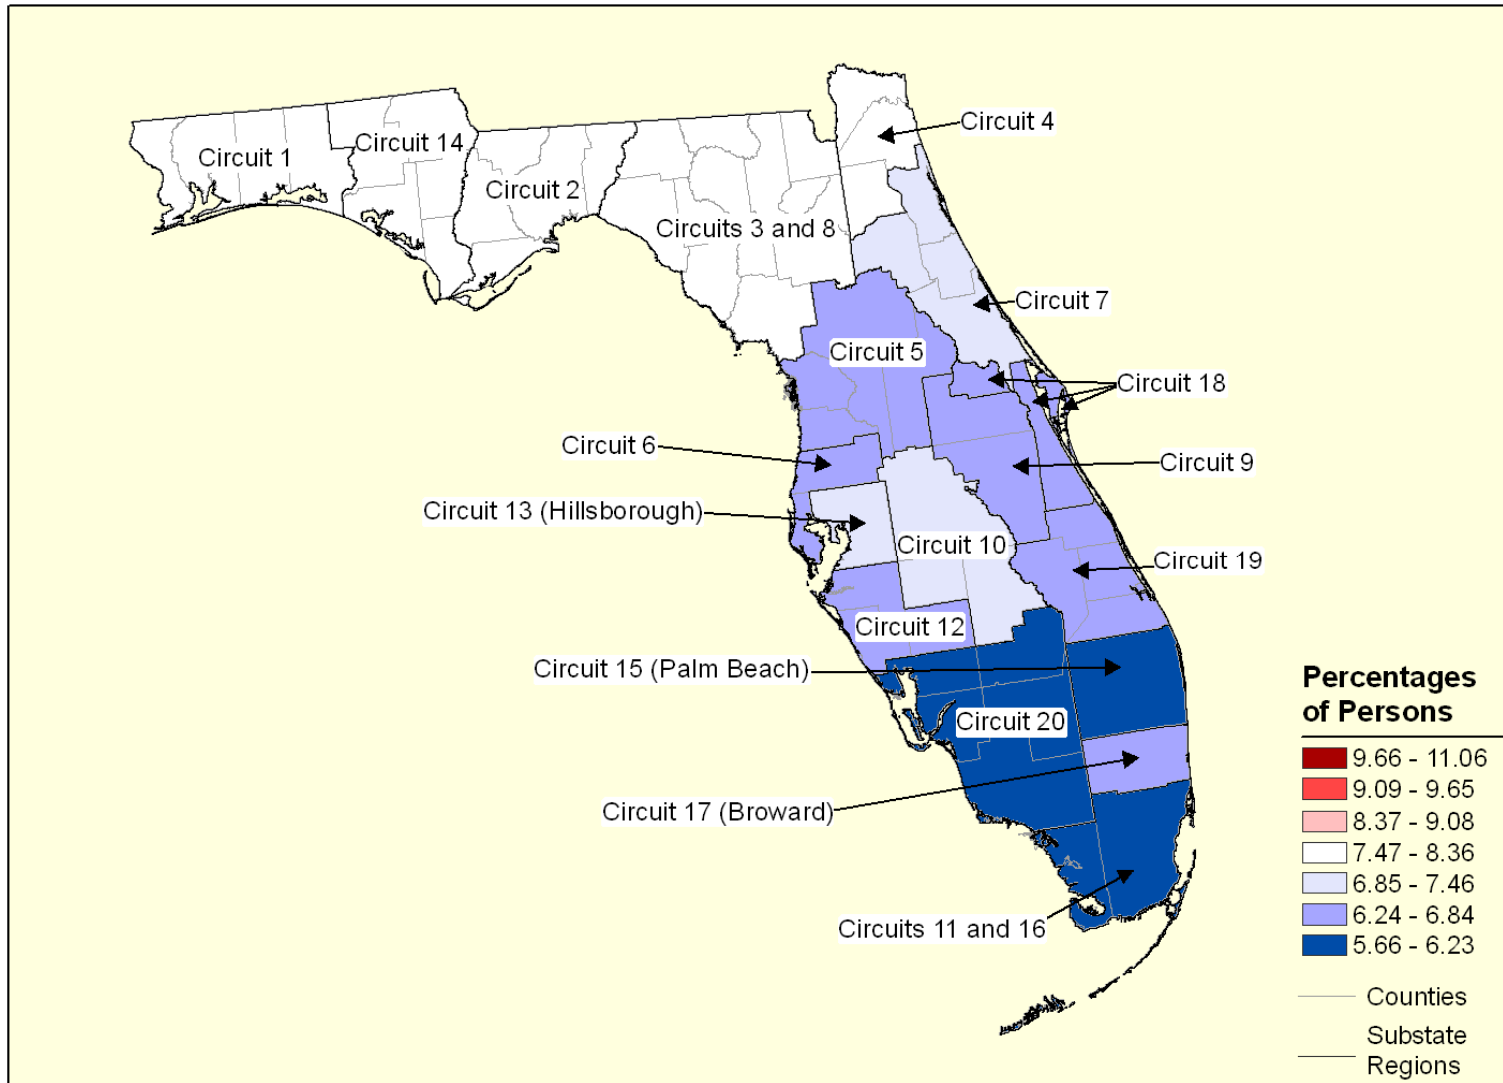 Circuit 4
Circuit 14
Circuit 1
Circuit 2
Circuits 3 and 8
Circuit 7
Circuit 5
Circuit 18
Circuit 6
Circuit 9
Circuit 13 (Hillsborough)
Circuit 10
Circuit 19
Circuit 12
Circuit 15 (Palm Beach)
Circuit 20
Circuit 17 (Broward)
Circuits 11 and 16
Percentages
of Persons
9.66 - 11.06
9.09 - 9.65
8.37 - 9.08
7.47 - 8.36
6.85 - 7.46
6.24 - 6.84
5.66 - 6.23
Counties
Substate
Regions